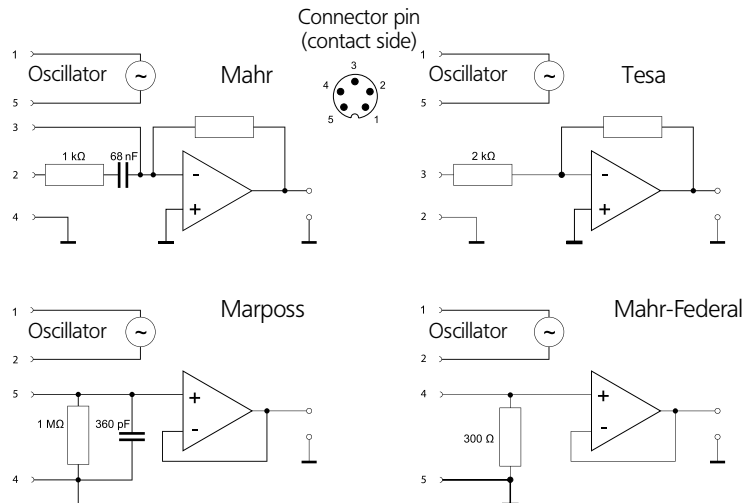 Connector pin
(contact side)
3
4
2
5
1
1
Oscillator
~
Mahr
5
3
1 kΩ
68 nF
2
-
+
4
1
Oscillator
~
Tesa
5
2 kΩ
3
-
+
2
1
Marposs
Oscillator
~
2
5
+
1 MΩ
360 pF
-
4
1
Mahr-Federal
Oscillator
~
2
4
+
300 Ω
-
5